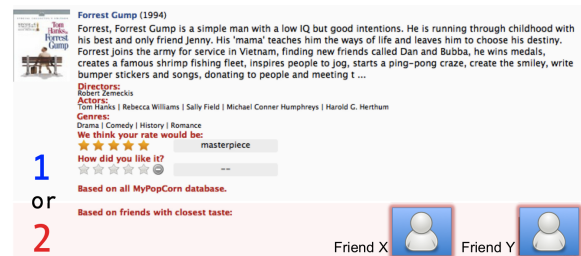 Forrest Gump (1994)
Forrest, Forrest Gump is a simple man with a low IQ but good intentions. He is running through childhood with
his best and only friend Jenny. His 'mama' teaches him the ways of life and leaves him to choose his destiny.
Forrest joins the army for service in Vietnam, finding new friends called Dan and Bubba, he wins medals,
creates a famous shrimp fishing fleet, inspires people to jog, starts a ping-pong craze, create the smiley, write
bumper stickers and songs, donating to people and meeting t ...
Tom
Hanks
Forrest
Gump
Directors:
Robert Zemeckis
Actors:
Tom Hanks | Rebecca Williams | Sally Field | Michael Conner Humphreys | Harold G. Herthum
Genres:
Drama | Comedy | History | Romance
We think your rate would be:
masterpiece
How did you like it?
--
Based on all MyPopCorn database.
1
or
2
Based on friends with closest taste:
Friend X
Friend Y